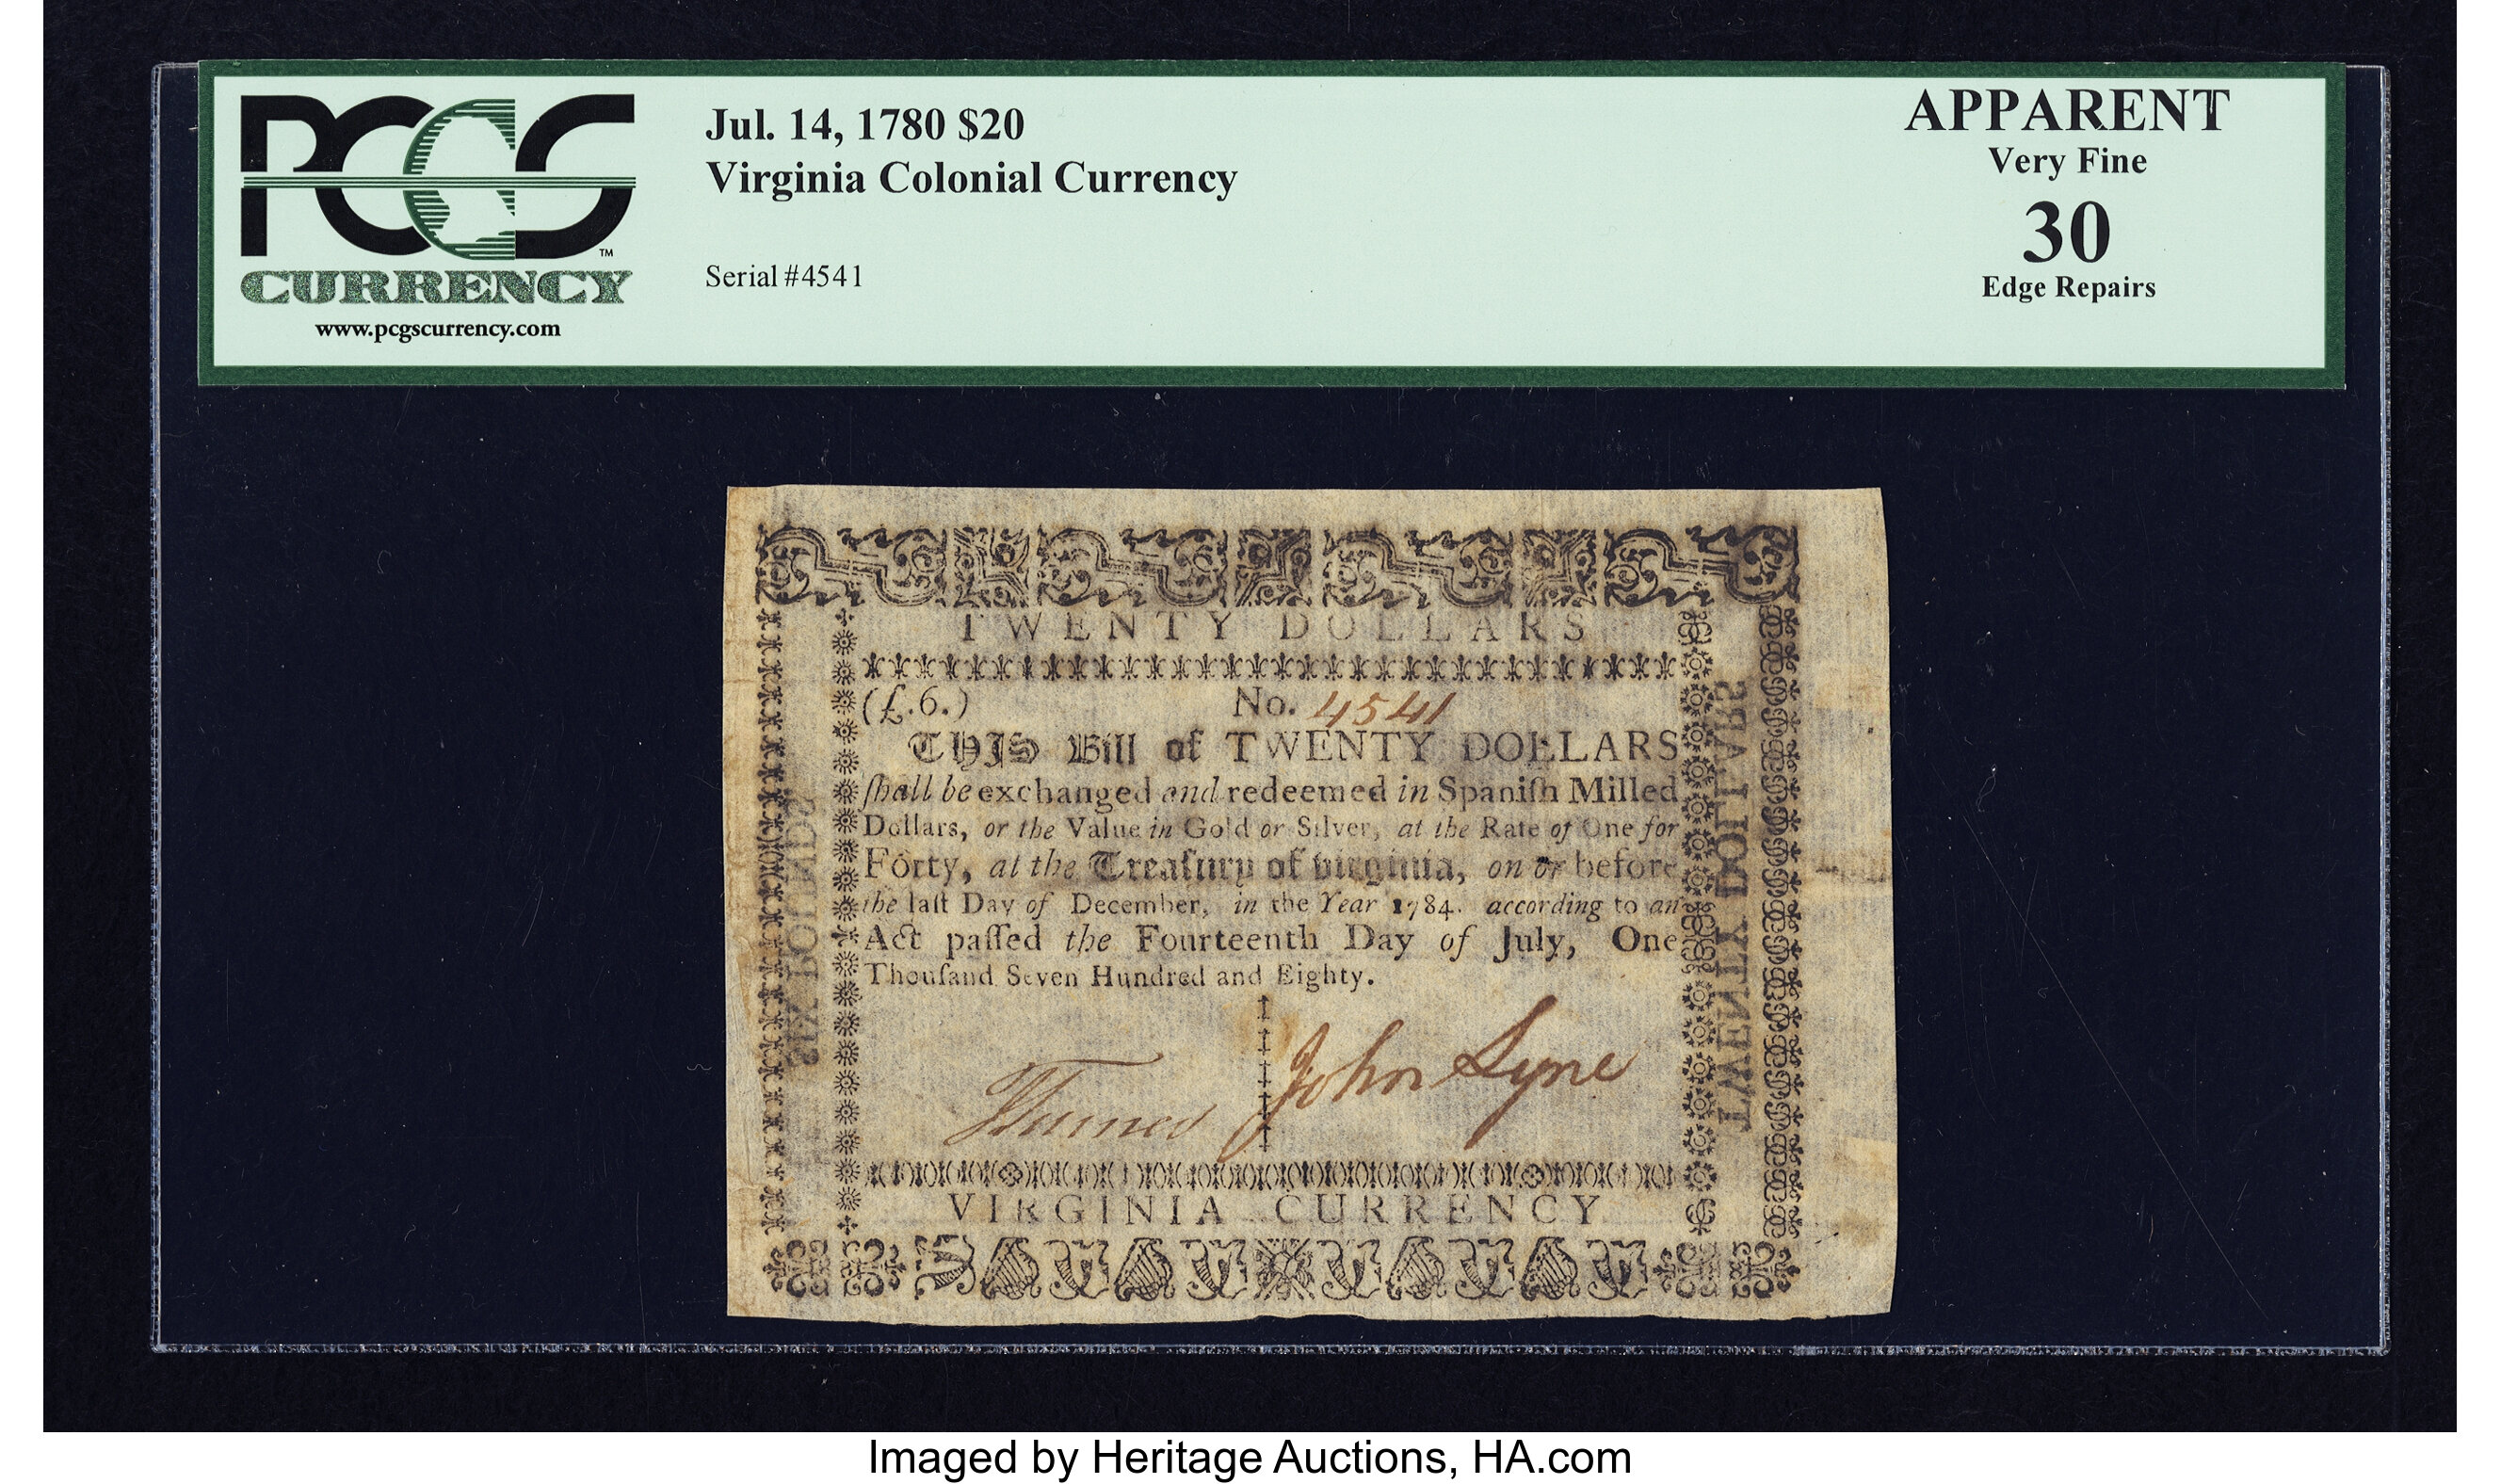 PCGS
TM
CURRENCY
www.pcgscurrency.com
Jul. 14, 1780 $20
Virginia Colonial Currency
Serial #4541
APPARENT
Very Fine
30
Edge Repairs
TWENTY DOLLARS
(£.6.) No. 4541
THIS Bill of TWENTY DOLLARS
ſhall be exchanged and redeemed in Spaniſh Milled
Dollars, or the Value in Gold or Silver, at the Rate of One for
Forty, at the Treaſury of Virginia, on or before
the laſt Day of December, in the Year 1784. according to an
Act paſſed the Fourteenth Day of July, One
Thouſand Seven Hundred and Eighty.
John Lyne
VIRGINIA CURRENCY
SIX POUNDS
TWENTY DOLLARS
Imaged by Heritage Auctions, HA.com